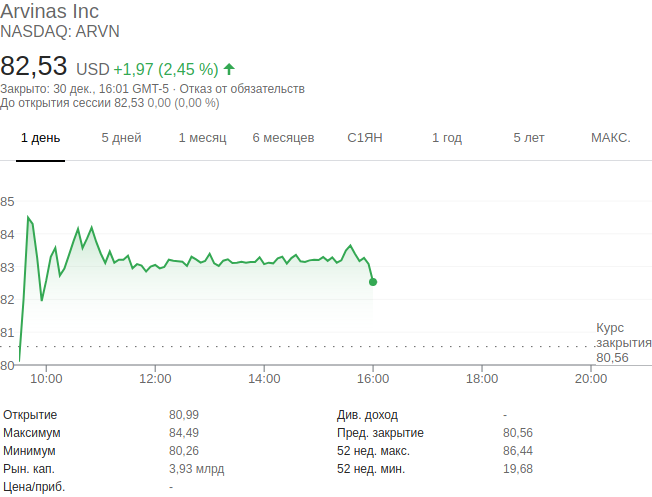 Arvinas Inc
NASDAQ: ARVN
82,53 USD +1,97 (2,45 %)
Закрыто: 30 дек., 16:01 GMT-5 · Отказ от обязательств
До открытия сессии 82,53 0,00 (0,00 %)
1 день 5 дней 1 месяц 6 месяцев С1ЯН 1 год 5 лет МАКС.
85
84
83
82
81
Курс
закрытия
80,56
80
10:00 12:00 14:00 16:00 18:00 20:00
Открытие 80,99 Див. доход -
Максимум 84,49 Пред. закрытие 80,56
Минимум 80,26 52 нед. макс. 86,44
Рын. кап. 3,93 млрд 52 нед. мин. 19,68
Цена/приб. -